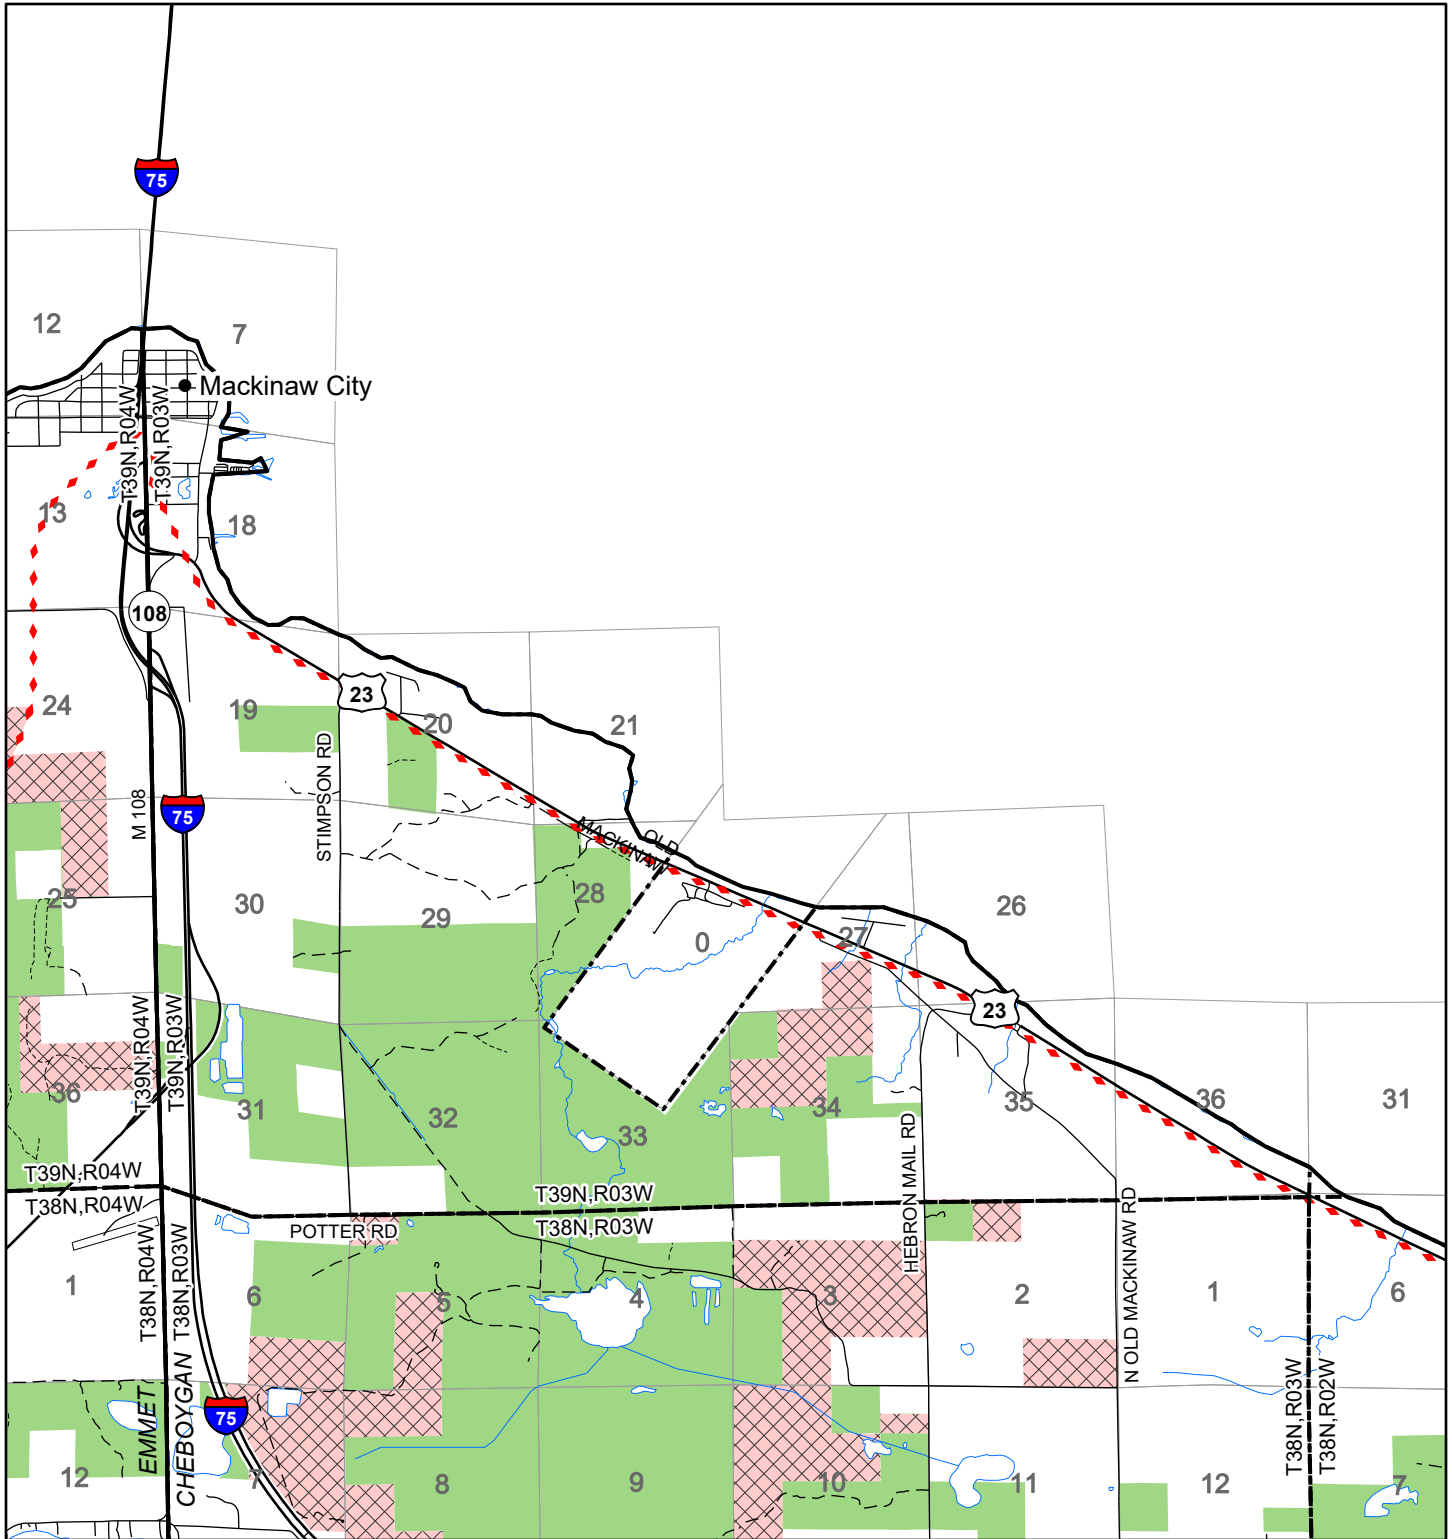 75
12
7
Mackinaw City
T39N,R04W
T39N,R03W
13
18
108
24
19
23
20
21
STIMPSON RD
M 108
75
OLD
MACKINAW
25
30
29
28
0
27
26
23
T39N,R04W
T39N,R03W
36
31
32
33
34
35
36
31
HEBRON MAIL RD
T39N,R04W
T38N,R04W
T39N,R03W
T38N,R03W
POTTER RD
N OLD MACKINAW RD
T38N,R04W
T38N,R03W
1
6
5
4
3
2
1
6
T38N,R03W
T38N,R02W
EMMET
CHEBOYGAN
75
12
7
8
9
10
11
12
7